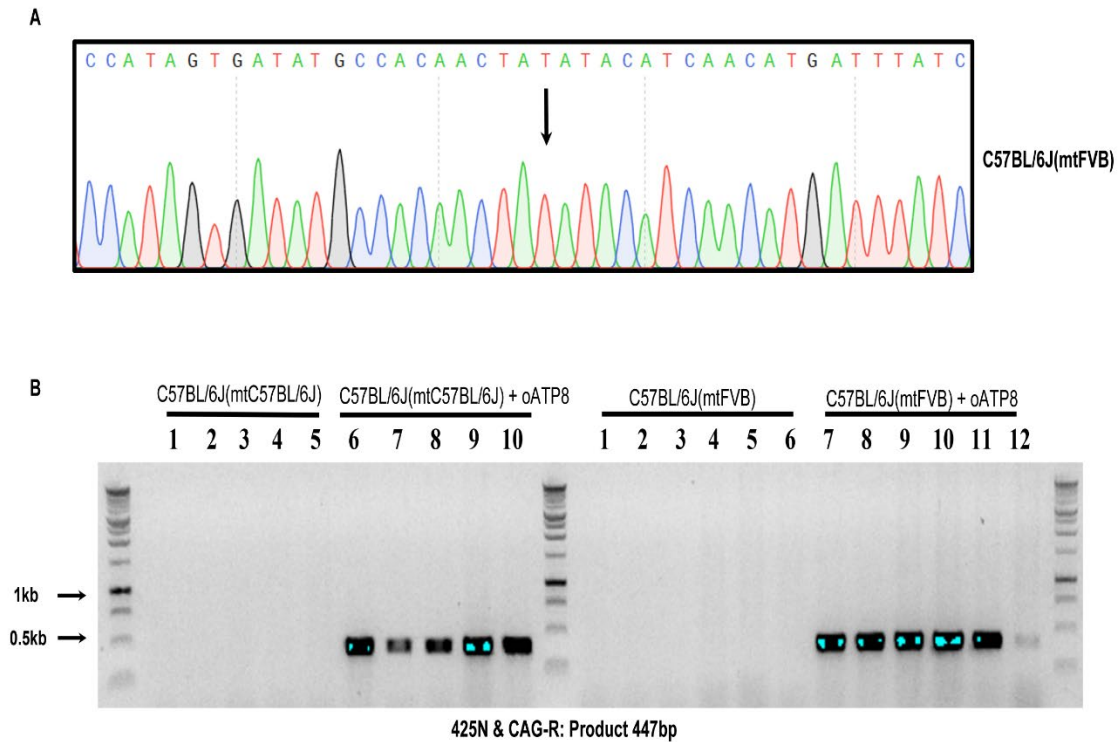 A
C C A T A G T G A T A T G C C A C A A C T A T A T A C A T C A A C A T G A T T T A T C
C57BL/6J(mtFVB)
B
C57BL/6J(mtC57BL/6J) C57BL/6J(mtC57BL/6J) + oATP8 C57BL/6J(mtFVB) C57BL/6J(mtFVB) + oATP8
1 2 3 4 5 6 7 8 9 10 1 2 3 4 5 6 7 8 9 10 11 12
1kb
0.5kb
425N & CAG-R: Product 447bp